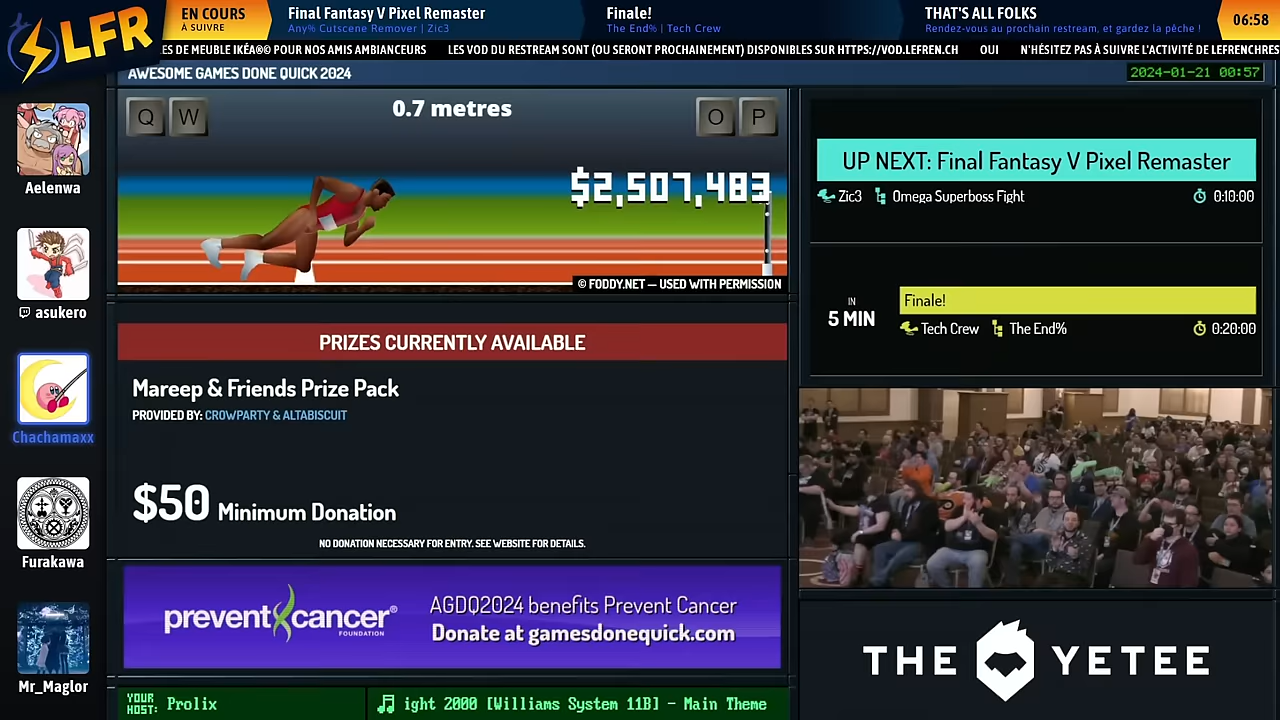 LFR
EN COURS
À SUIVRE
Final Fantasy V Pixel Remaster
Any% Cutscene Remover | Zic3
Finale!
The End% | Tech Crew
THAT'S ALL FOLKS
Rendez-vous au prochain restream, et gardez la pêche !
06:58
ES DE MEUBLE IKÉA®© POUR NOS AMIS AMBIANCEURS LES VOD DU RESTREAM SONT (OU SERONT PROCHAINEMENT) DISPONIBLES SUR HTTPS://VOD.LEFREN.CH OUI N'HÉSITEZ PAS À SUIVRE L'ACTIVITÉ DE LEFRENCHRES
AWESOME GAMES DONE QUICK 2024
2024-01-21 00:57
Q W
0.7 metres
O P
$2,507,483
© FODDY.NET — USED WITH PERMISSION
Aelenwa
asukero
Chachamaxx
Furakawa
Mr_Maglor
PRIZES CURRENTLY AVAILABLE
Mareep & Friends Prize Pack
PROVIDED BY: CROWPARTY & ALTABISCUIT
$50 Minimum Donation
NO DONATION NECESSARY FOR ENTRY. SEE WEBSITE FOR DETAILS.
prevent cancer®
FOUNDATION
AGDQ2024 benefits Prevent Cancer
Donate at gamesdonequick.com
YOUR HOST: Prolix
ight 2000 [Williams System 11B] - Main Theme
UP NEXT: Final Fantasy V Pixel Remaster
Zic3 Omega Superboss Fight 0:10:00
IN
5 MIN
Finale!
Tech Crew The End% 0:20:00
THE YETEE